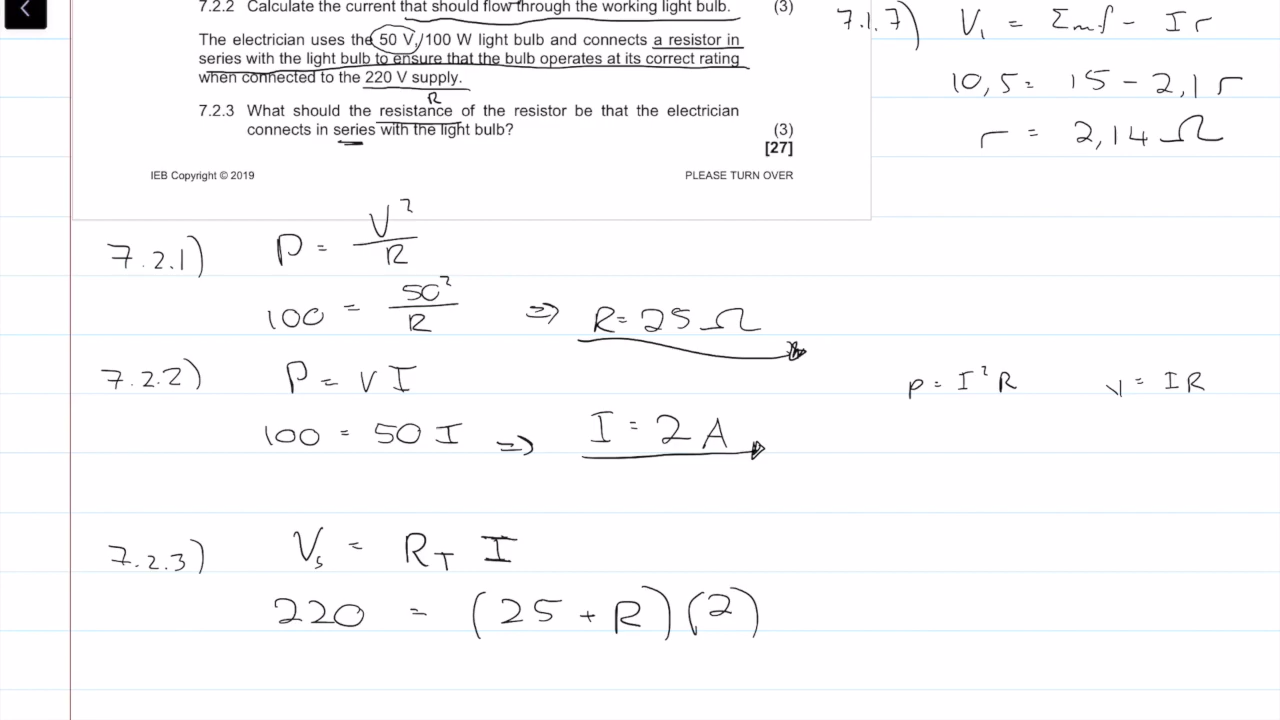 7.2.2 Calculate the current that should flow through the working light bulb. (3)
The electrician uses the 50 V/100 W light bulb and connects a resistor in
series with the light bulb to ensure that the bulb operates at its correct rating
when connected to the 220 V supply.
R
7.2.3 What should the resistance of the resistor be that the electrician
connects in series with the light bulb? (3)
[27]
IEB Copyright © 2019 PLEASE TURN OVER
7.1.7) V₁ = Emf - Ir
10,5 = 15 - 2,1 r
r = 2,14 Ω
7.2.1) P = V²/R
100 = 50²/R ⇒ R = 25 Ω
7.2.2) P = VI
P = I²R V = IR
100 = 50 I ⇒ I = 2 A
7.2.3) Vs = R_T I
220 = (25 + R)(2)